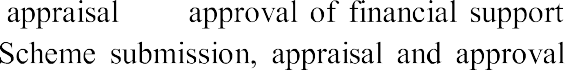 appraisal approval of financial support
Scheme submission, appraisal and approval